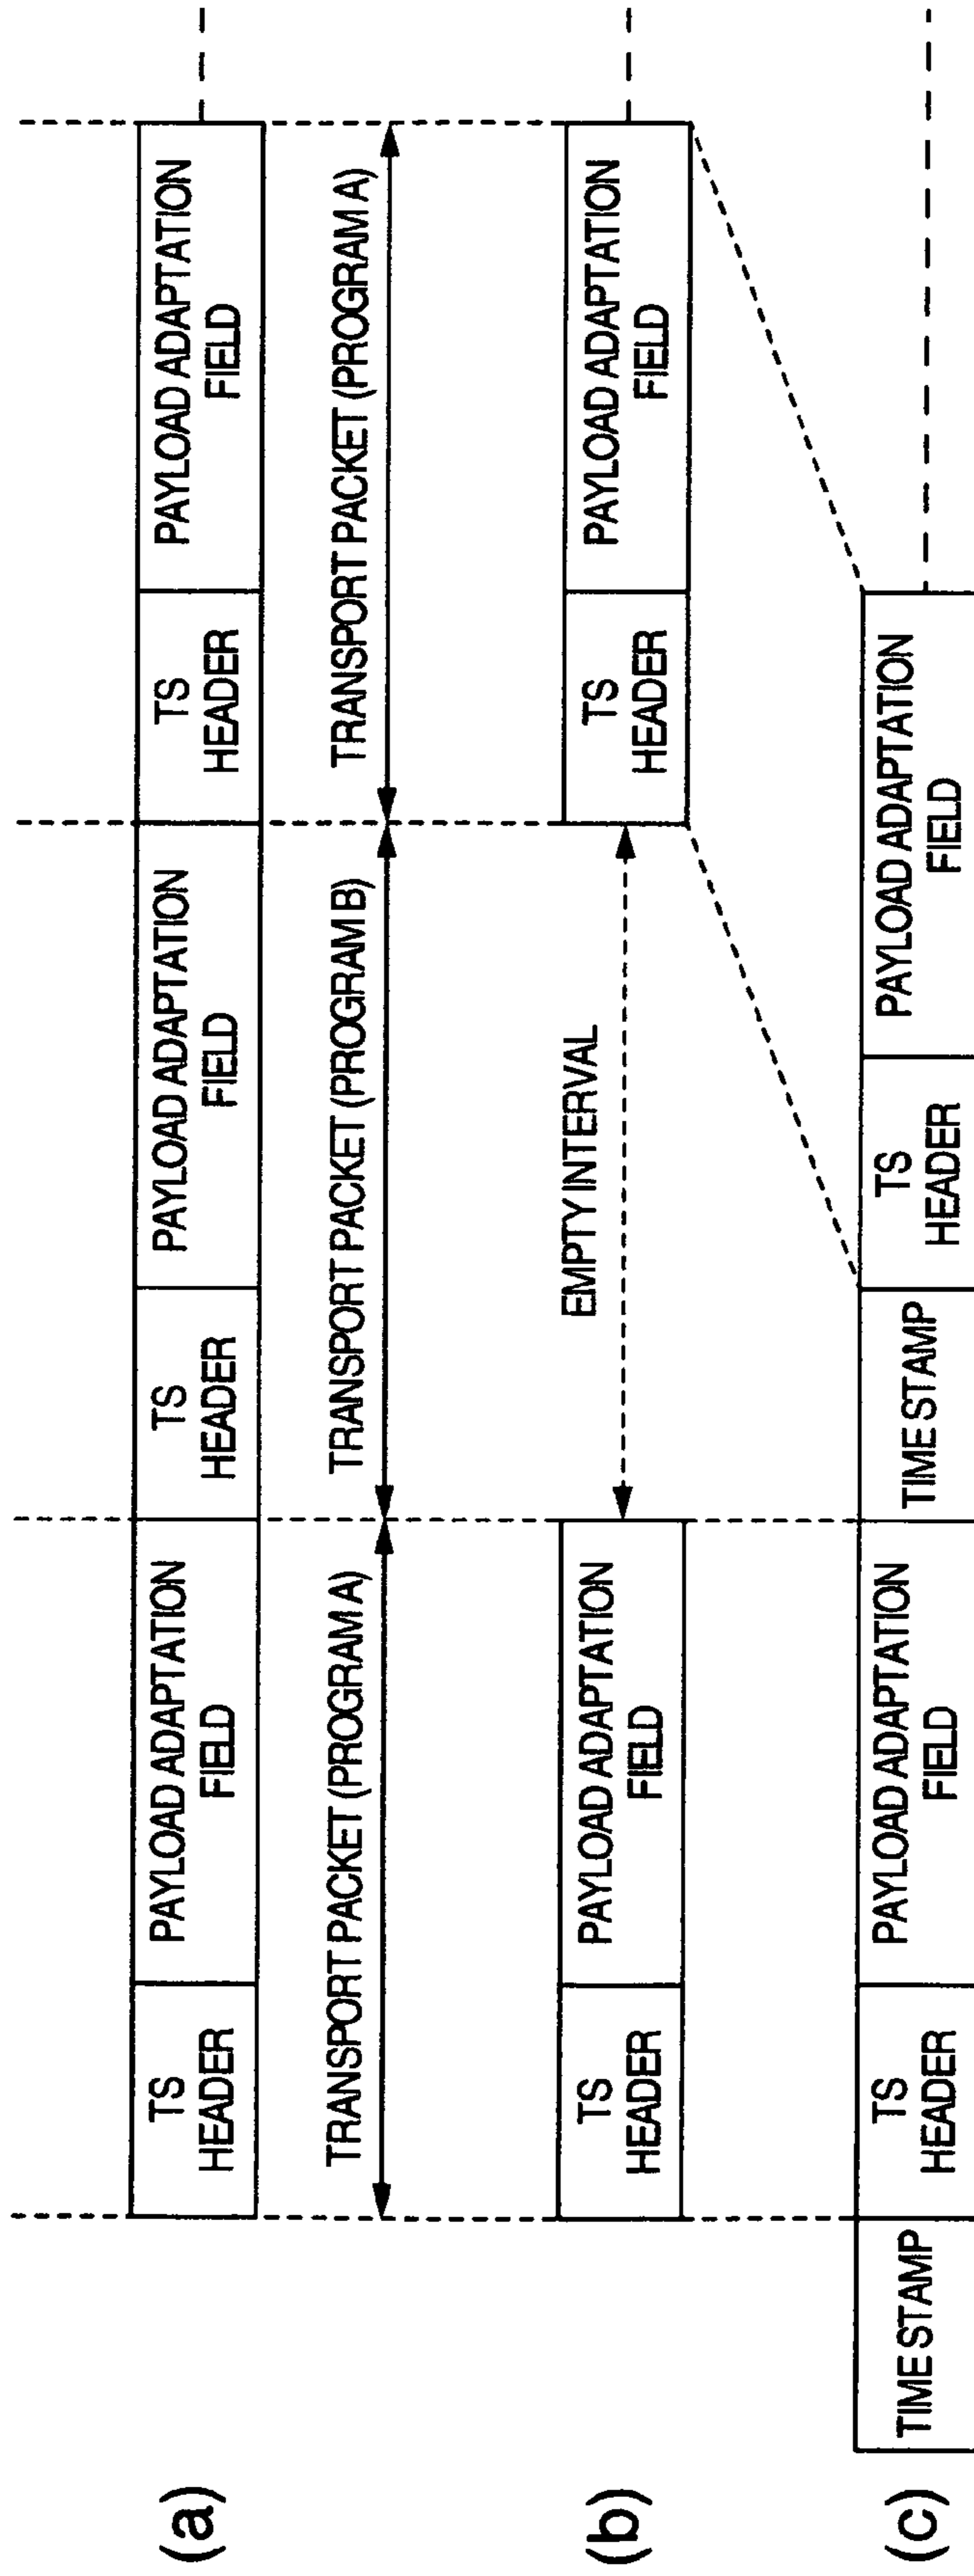 (a)
TS
HEADER
PAYLOAD ADAPTATION
FIELD
TS
HEADER
PAYLOAD ADAPTATION
FIELD
TS
HEADER
PAYLOAD ADAPTATION
FIELD
TRANSPORT PACKET (PROGRAM A)
TRANSPORT PACKET (PROGRAM B)
TRANSPORT PACKET (PROGRAM A)
(b)
TS
HEADER
PAYLOAD ADAPTATION
FIELD
EMPTY INTERVAL
TS
HEADER
PAYLOAD ADAPTATION
FIELD
(c)
TIME STAMP
TS
HEADER
PAYLOAD ADAPTATION
FIELD
TIME STAMP
TS
HEADER
PAYLOAD ADAPTATION
FIELD